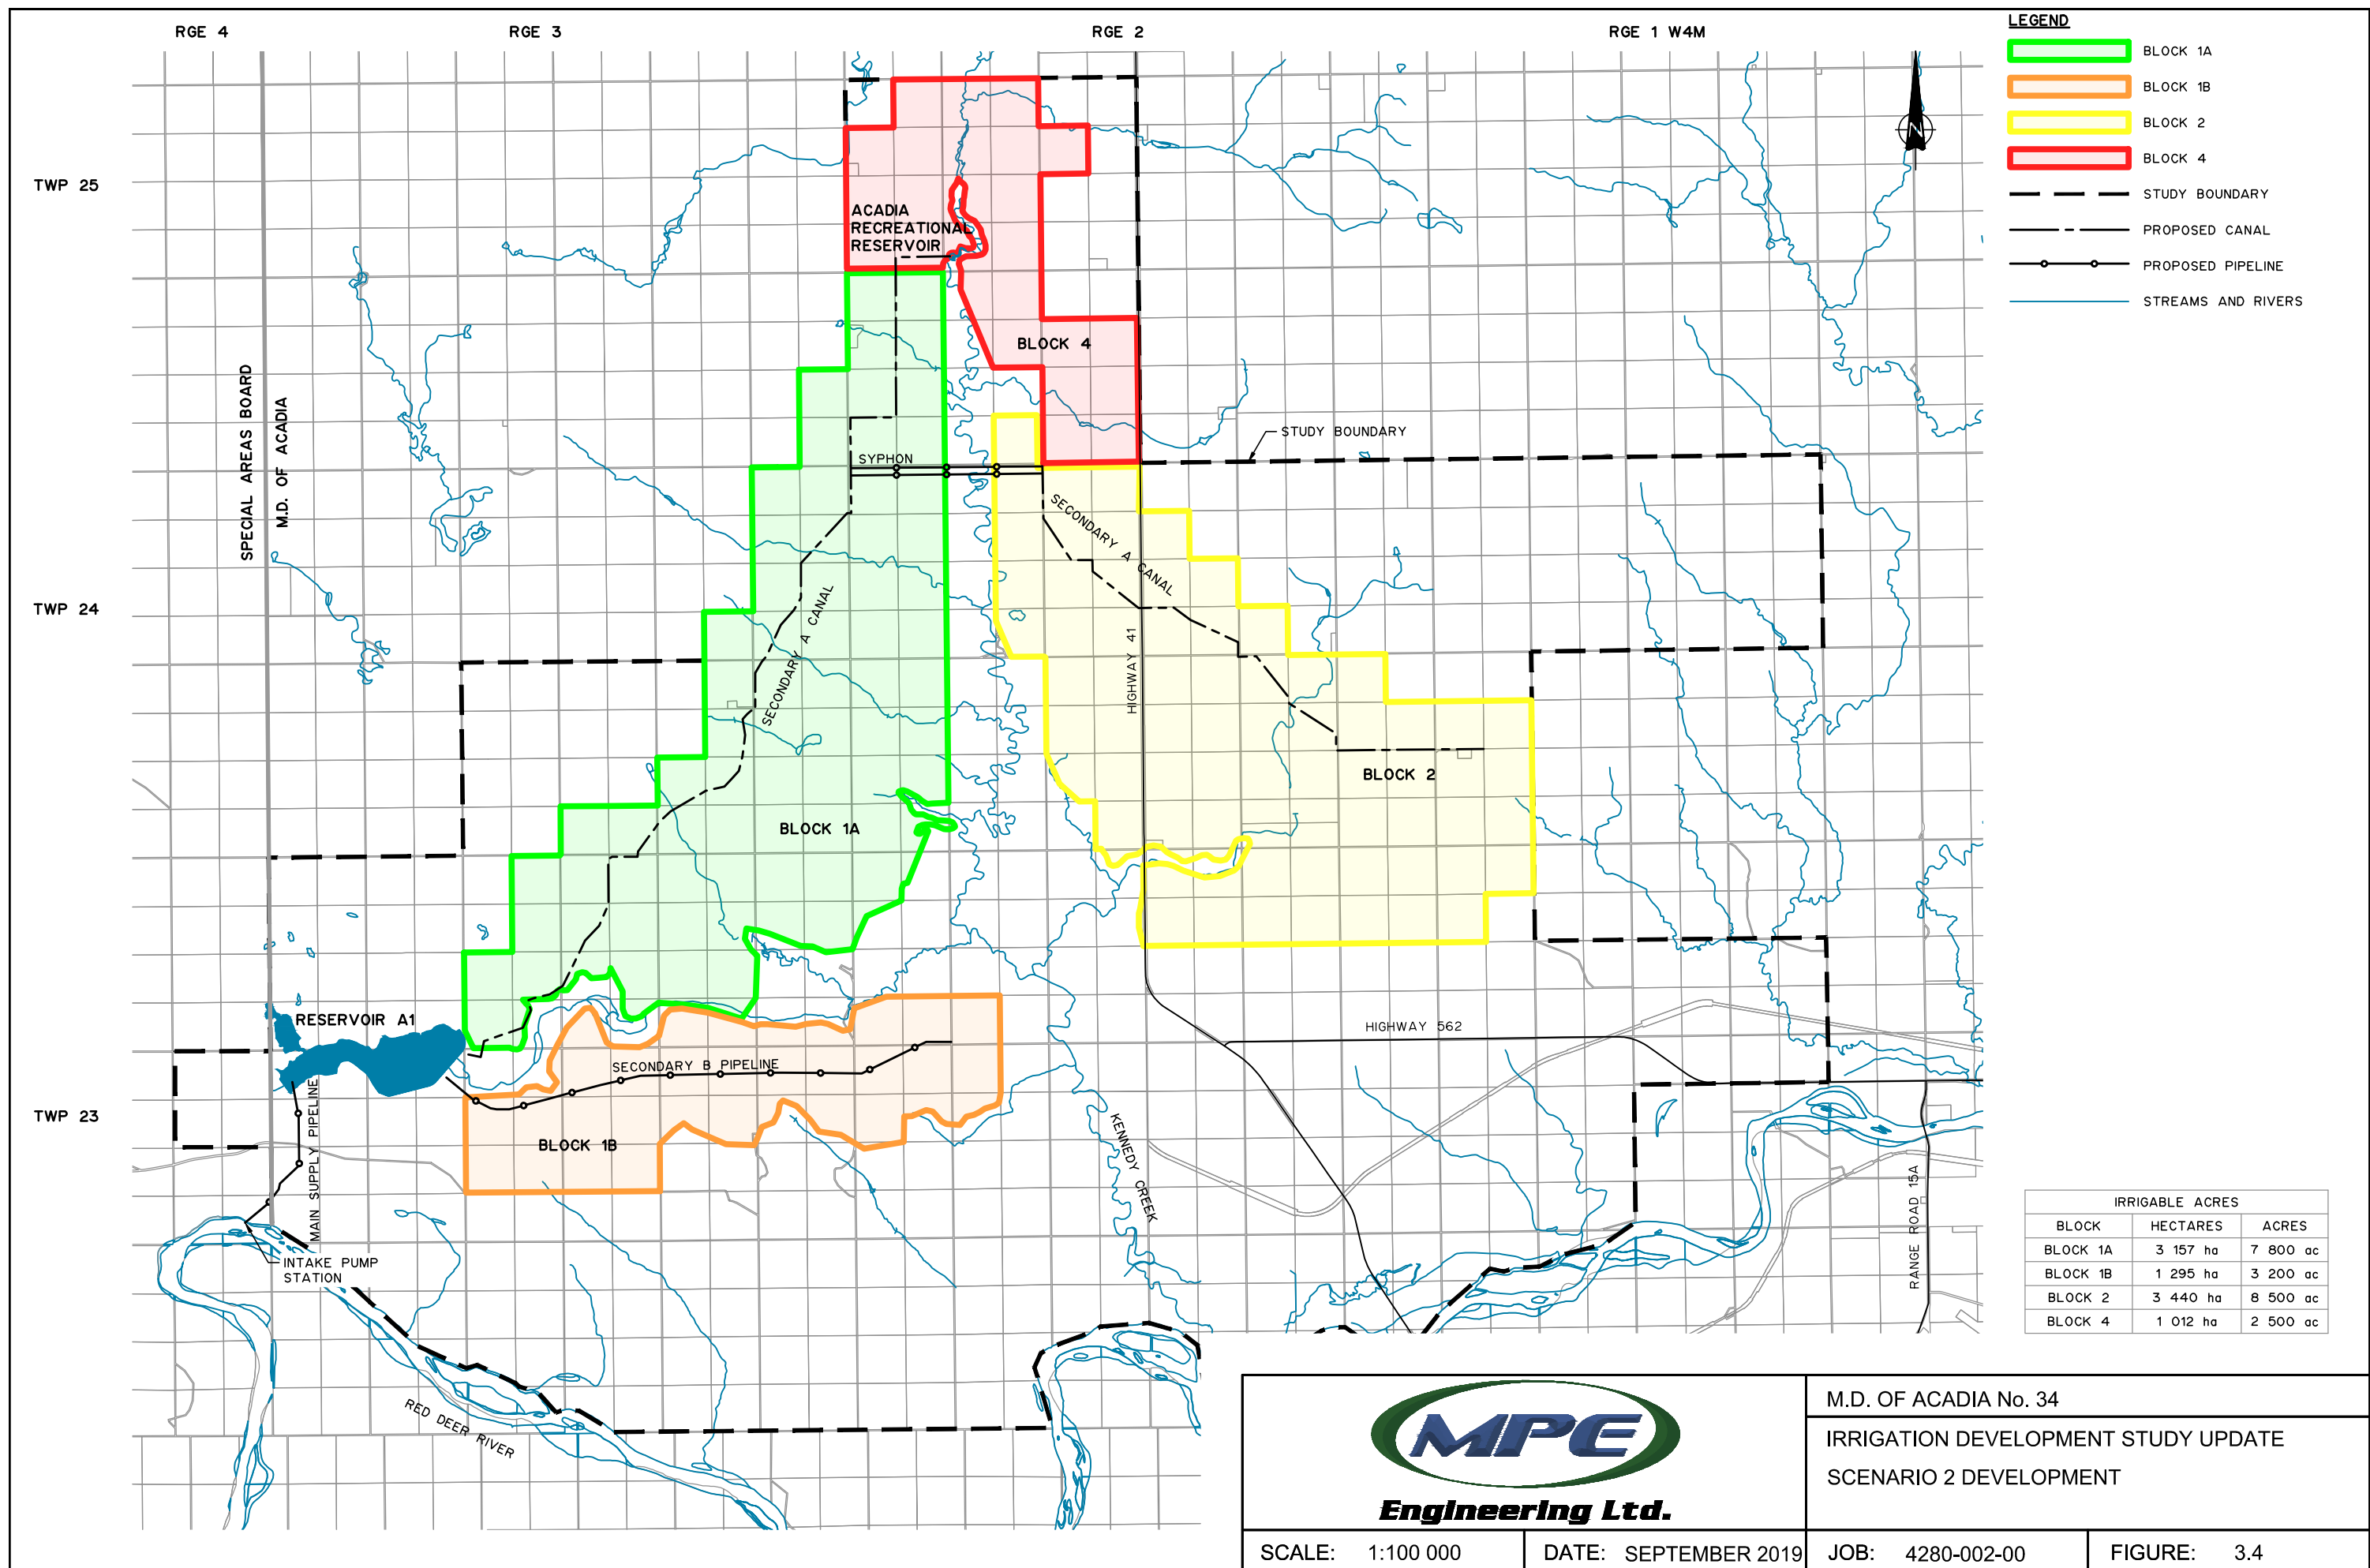 RGE 4
RGE 3
RGE 2
RGE 1 W4M
LEGEND
BLOCK 1A
BLOCK 1B
BLOCK 2
BLOCK 4
STUDY BOUNDARY
PROPOSED CANAL
PROPOSED PIPELINE
STREAMS AND RIVERS
N
TWP 25
ACADIA
RECREATIONAL
RESERVOIR
BLOCK 4
SPECIAL AREAS BOARD
M.D. OF ACADIA
STUDY BOUNDARY
SYPHON
SECONDARY A CANAL
SECONDARY A CANAL
TWP 24
HIGHWAY 41
BLOCK 2
BLOCK 1A
RESERVOIR A1
HIGHWAY 562
SECONDARY B PIPELINE
TWP 23
BLOCK 1B
MAIN SUPPLY PIPELINE
KENNEDY CREEK
RANGE ROAD 15A
INTAKE PUMP
STATION
RED DEER RIVER
IRRIGABLE ACRES
BLOCK HECTARES ACRES
BLOCK 1A 3 157 ha 7 800 ac
BLOCK 1B 1 295 ha 3 200 ac
BLOCK 2 3 440 ha 8 500 ac
BLOCK 4 1 012 ha 2 500 ac
MPE
Engineering Ltd.
M.D. OF ACADIA No. 34
IRRIGATION DEVELOPMENT STUDY UPDATE
SCENARIO 2 DEVELOPMENT
SCALE: 1:100 000
DATE: SEPTEMBER 2019
JOB: 4280-002-00
FIGURE: 3.4